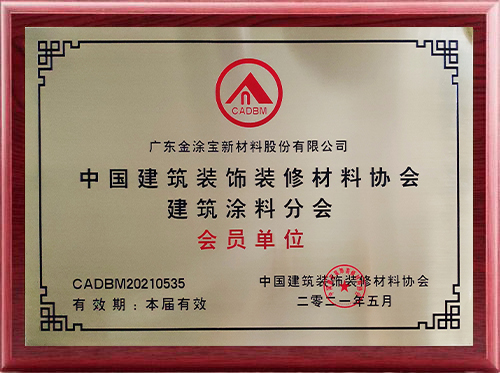 CADBM
广东金涂宝新材料股份有限公司
中国建筑装饰装修材料协会
建筑涂料分会
会员单位
CADBM20210535
有效期:本届有效
中国建筑装饰装修材料协会
二零二一年五月